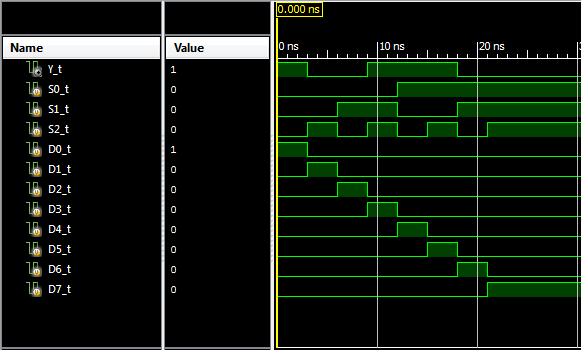 0.000 ns
Name Value
0 ns 10 ns 20 ns
Y_t 1
S0_t 0
S1_t 0
S2_t 0
D0_t 1
D1_t 0
D2_t 0
D3_t 0
D4_t 0
D5_t 0
D6_t 0
D7_t 0